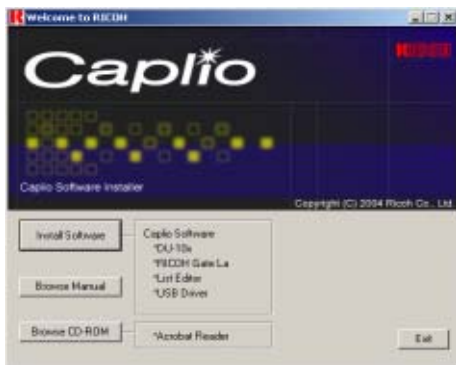 Welcome to RICOH
Caplio
RICOH
Caplio Software Installer
Copyright (C) 2004 Ricoh Co., Ltd
Install Software
Caplio Software
*DU-10x
*RICOH Gate La
*List Editor
*USB Driver
Browse Manual
Browse CD-ROM
*Acrobat Reader
Exit